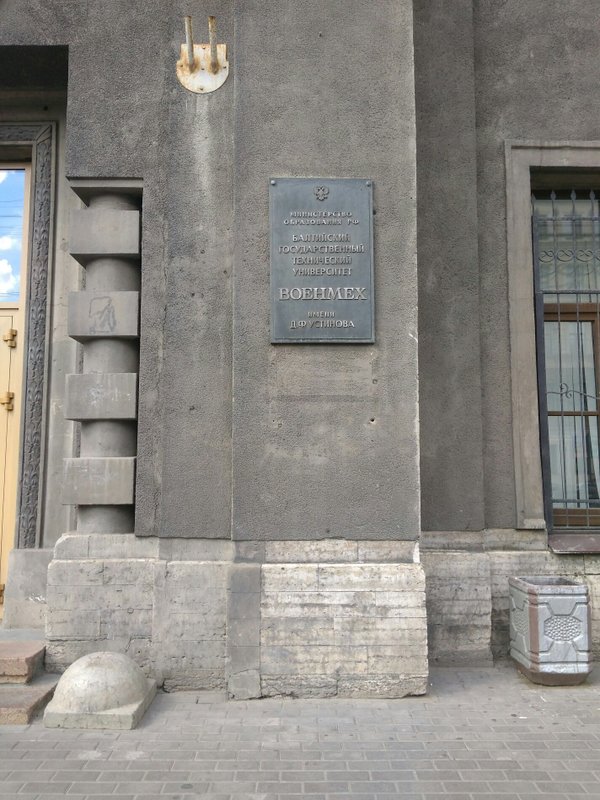 МИНИСТЕРСТВО
ОБРАЗОВАНИЯ РФ
БАЛТИЙСКИЙ
ГОСУДАРСТВЕННЫЙ
ТЕХНИЧЕСКИЙ
УНИВЕРСИТЕТ
ВОЕНМЕХ
ИМЕНИ
Д.Ф.УСТИНОВА